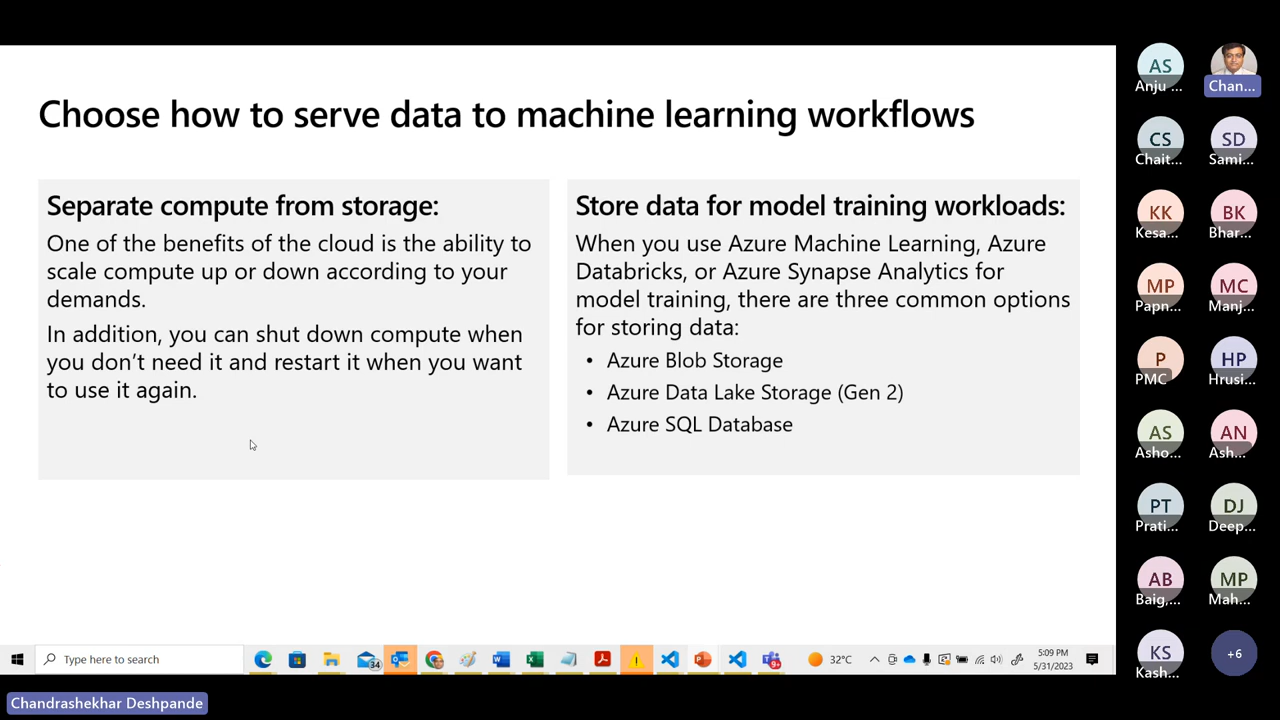 Choose how to serve data to machine learning workflows
Separate compute from storage:
One of the benefits of the cloud is the ability to
scale compute up or down according to your
demands.
In addition, you can shut down compute when
you don't need it and restart it when you want
to use it again.
Store data for model training workloads:
When you use Azure Machine Learning, Azure
Databricks, or Azure Synapse Analytics for
model training, there are three common options
for storing data:
• Azure Blob Storage
• Azure Data Lake Storage (Gen 2)
• Azure SQL Database
AS
Anju ...
Chan...
CS
Chait...
SD
Sami...
KK
Kesa...
BK
Bhar...
MP
Papn...
MC
Manj...
P
PMC
HP
Hrusi...
AS
Asho...
AN
Ash...
PT
Prati...
DJ
Deep...
AB
Baig,...
MP
Mah...
KS
Kash...
+6
Type here to search
34
9+
32°C
5:09 PM
5/31/2023
Chandrashekhar Deshpande